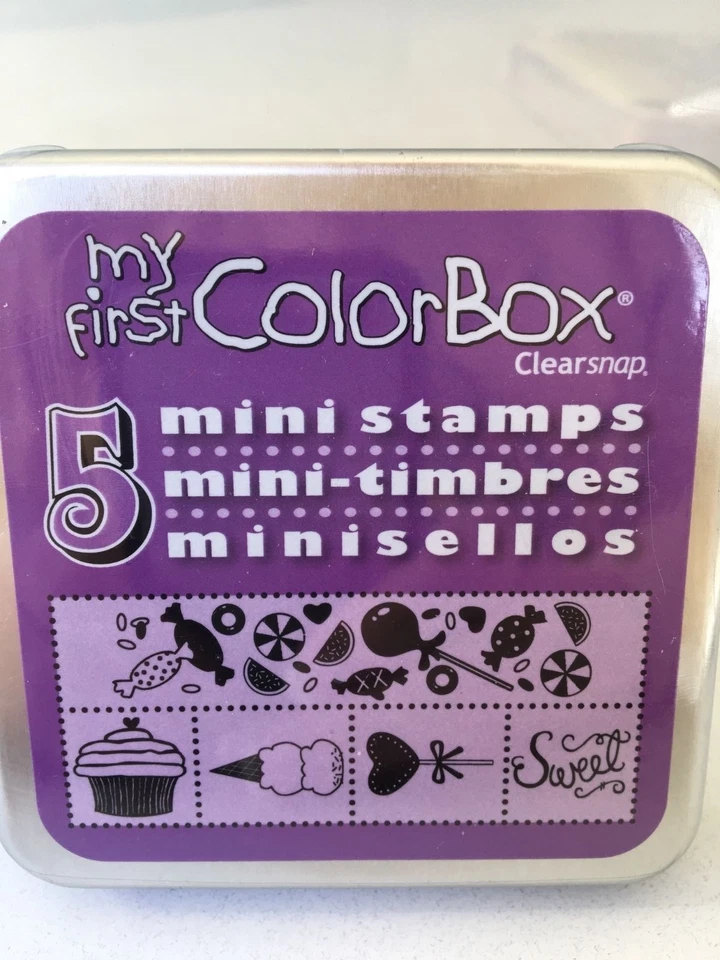 my
first ColorBox®
Clearsnap®
5 mini stamps
mini-timbres
minisellos
Sweet